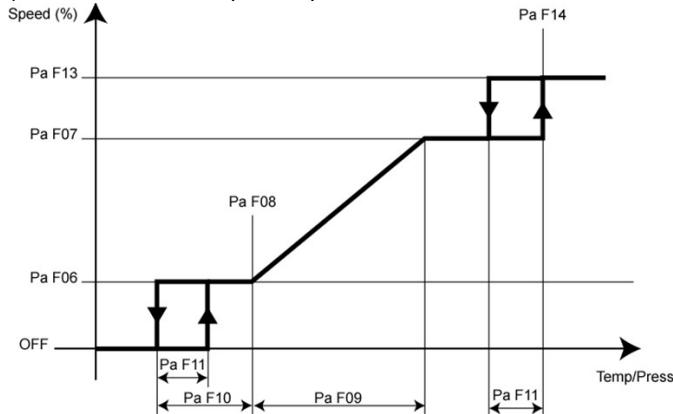 Speed (%)
Pa F14
Pa F13
Pa F07
Pa F08
Pa F06
OFF
Temp/Press
Pa F11
Pa F11
Pa F10
Pa F09